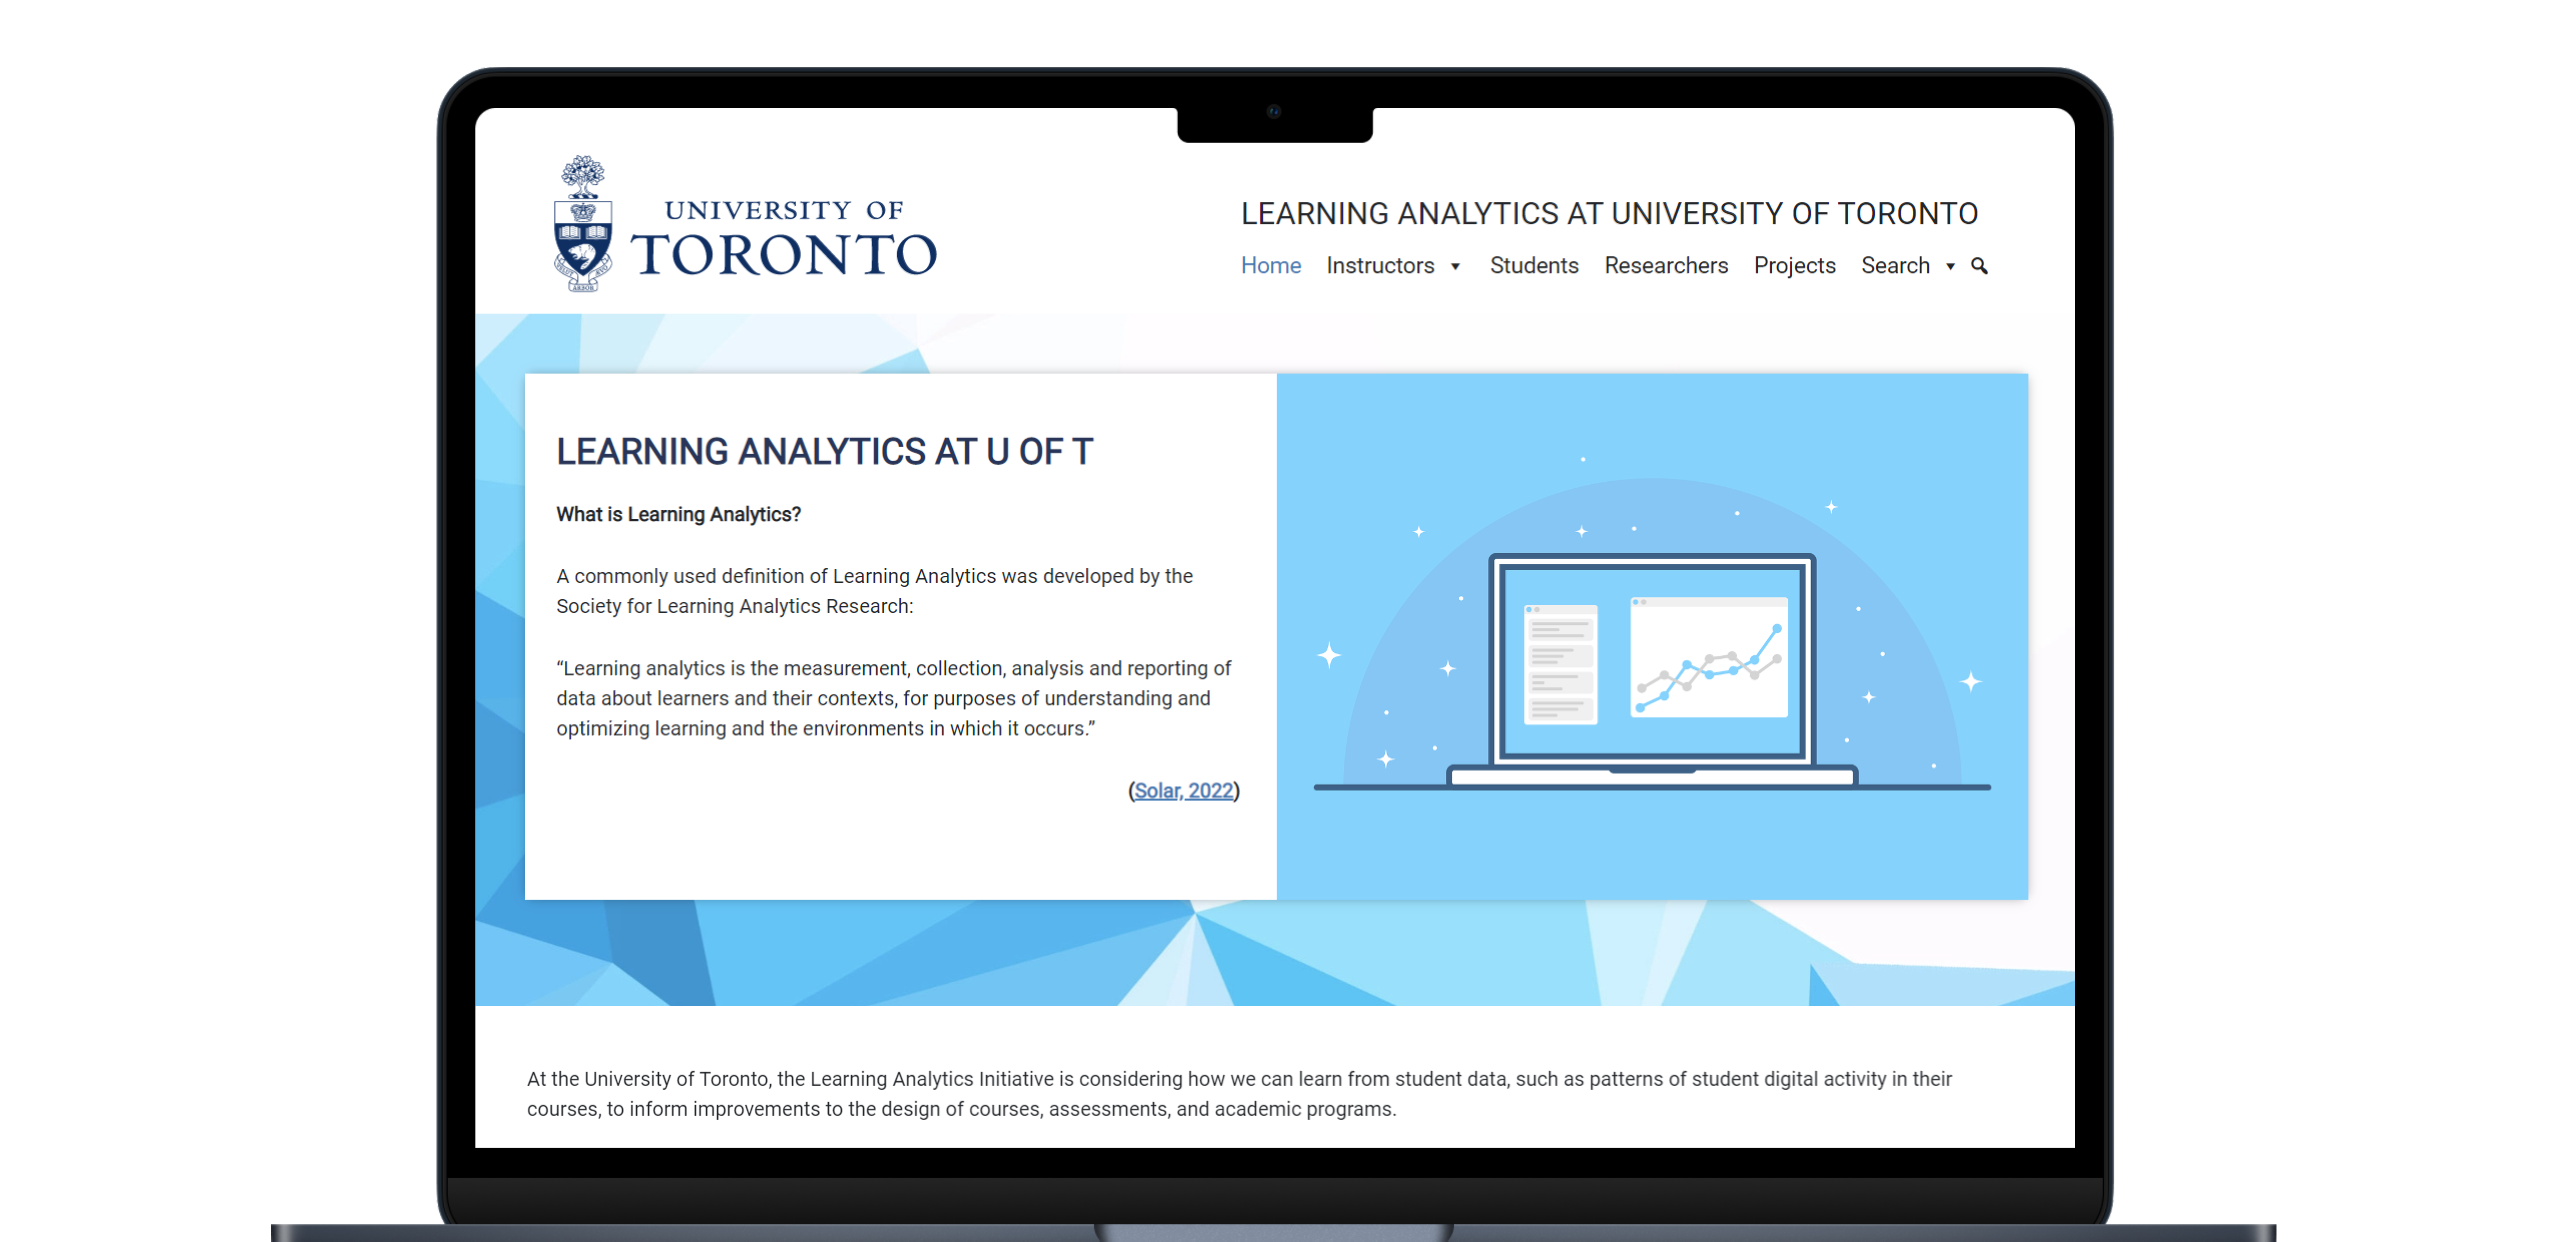 UNIVERSITY OF
TORONTO
ARBOR
LEARNING ANALYTICS AT UNIVERSITY OF TORONTO
Home Instructors Students Researchers Projects Search
LEARNING ANALYTICS AT U OF T
What is Learning Analytics?
A commonly used definition of Learning Analytics was developed by the
Society for Learning Analytics Research:
“Learning analytics is the measurement, collection, analysis and reporting of
data about learners and their contexts, for purposes of understanding and
optimizing learning and the environments in which it occurs.”
(Solar, 2022)
At the University of Toronto, the Learning Analytics Initiative is considering how we can learn from student data, such as patterns of student digital activity in their
courses, to inform improvements to the design of courses, assessments, and academic programs.